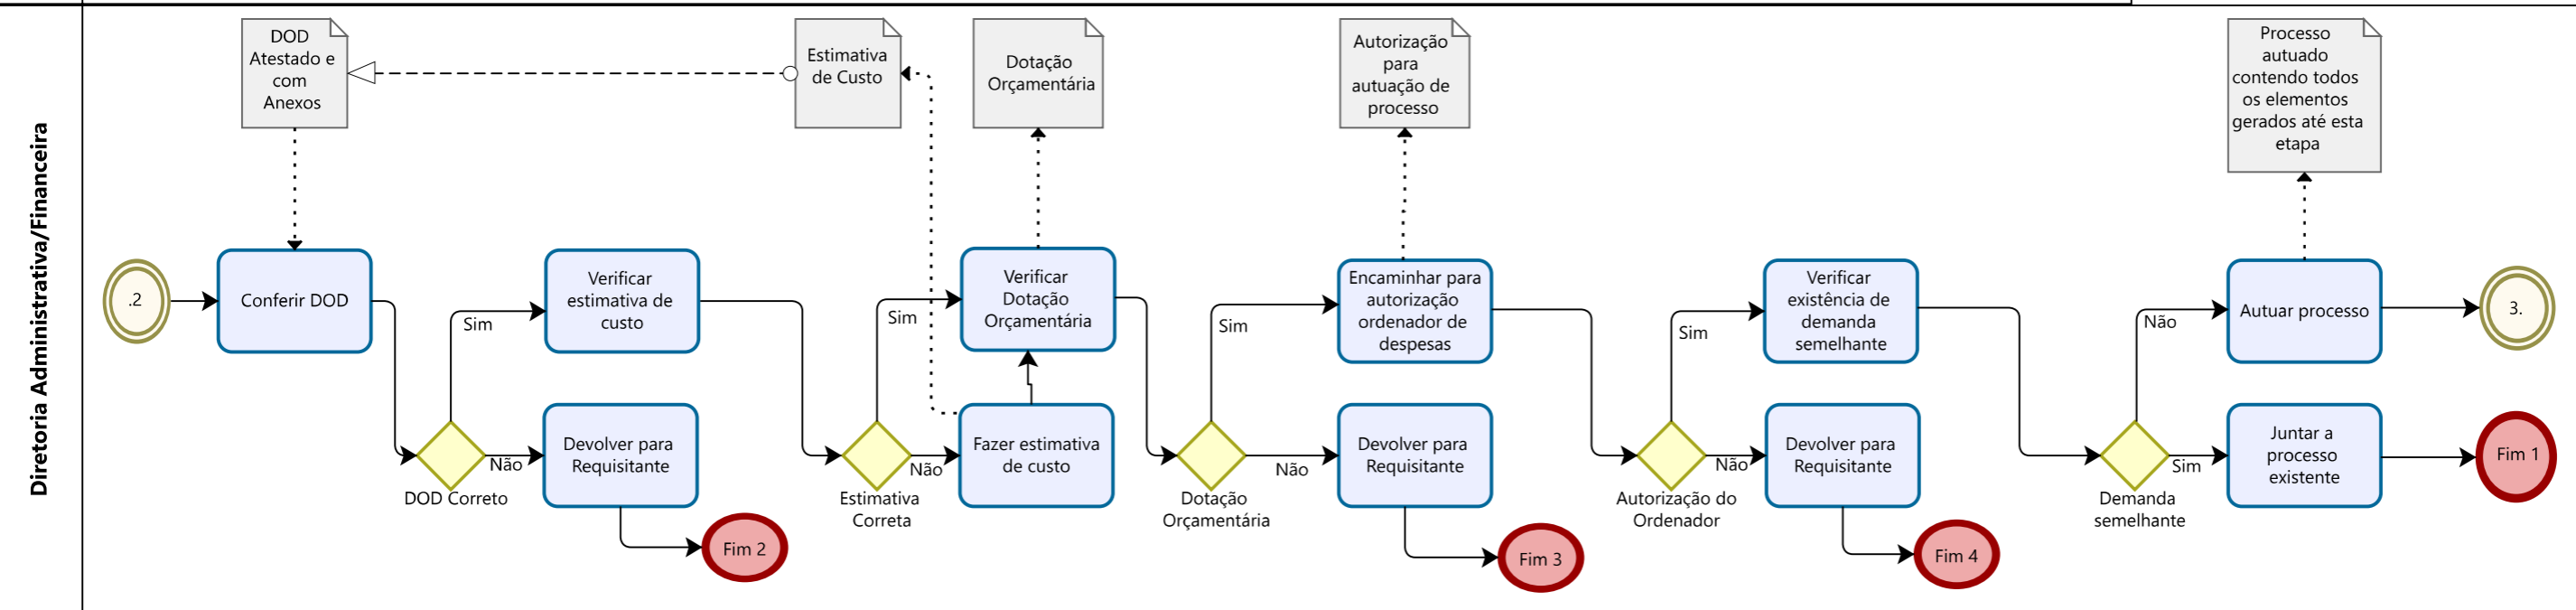 Diretoria Administrativa/Financeira
DOD
Atestado e
com
Anexos
Estimativa
de Custo
Dotação
Orçamentária
Autorização
para
autuação de
processo
Processo
autuado
contendo todos
os elementos
gerados até esta
etapa
.2
Conferir DOD
DOD Correto
Sim
Não
Verificar
estimativa de
custo
Devolver para
Requisitante
Fim 2
Estimativa
Correta
Sim
Não
Verificar
Dotação
Orçamentária
Fazer estimativa
de custo
Dotação
Orçamentária
Sim
Não
Encaminhar para
autorização
ordenador de
despesas
Devolver para
Requisitante
Fim 3
Autorização do
Ordenador
Sim
Não
Verificar
existência de
demanda
semelhante
Devolver para
Requisitante
Fim 4
Demanda
semelhante
Não
Sim
Autuar processo
3.
Juntar a
processo
existente
Fim 1